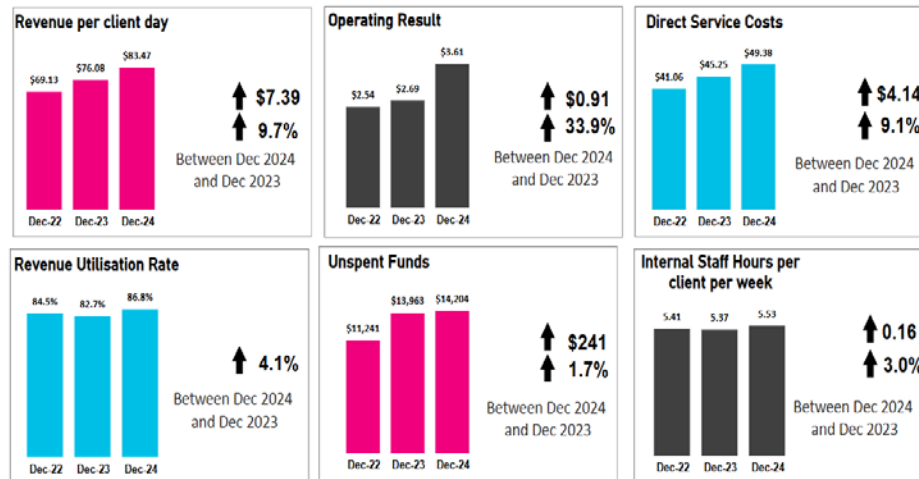 Revenue per client day
$69.13
$76.08
$83.47
Dec-22 Dec-23 Dec-24
$7.39
9.7%
Between Dec 2024
and Dec 2023
Operating Result
$2.54
$2.69
$3.61
Dec-22 Dec-23 Dec-24
$0.91
33.9%
Between Dec 2024
and Dec 2023
Direct Service Costs
$41.06
$45.25
$49.38
Dec-22 Dec-23 Dec-24
$4.14
9.1%
Between Dec 2024
and Dec 2023
Revenue Utilisation Rate
84.5%
82.7%
86.8%
Dec-22 Dec-23 Dec-24
4.1%
Between Dec 2024
and Dec 2023
Unspent Funds
$11,241
$13,963
$14,204
Dec-22 Dec-23 Dec-24
$241
1.7%
Between Dec 2024
and Dec 2023
Internal Staff Hours per
client per week
5.41
5.37
5.53
Dec-22 Dec-23 Dec-24
0.16
3.0%
Between Dec 2024
and Dec 2023